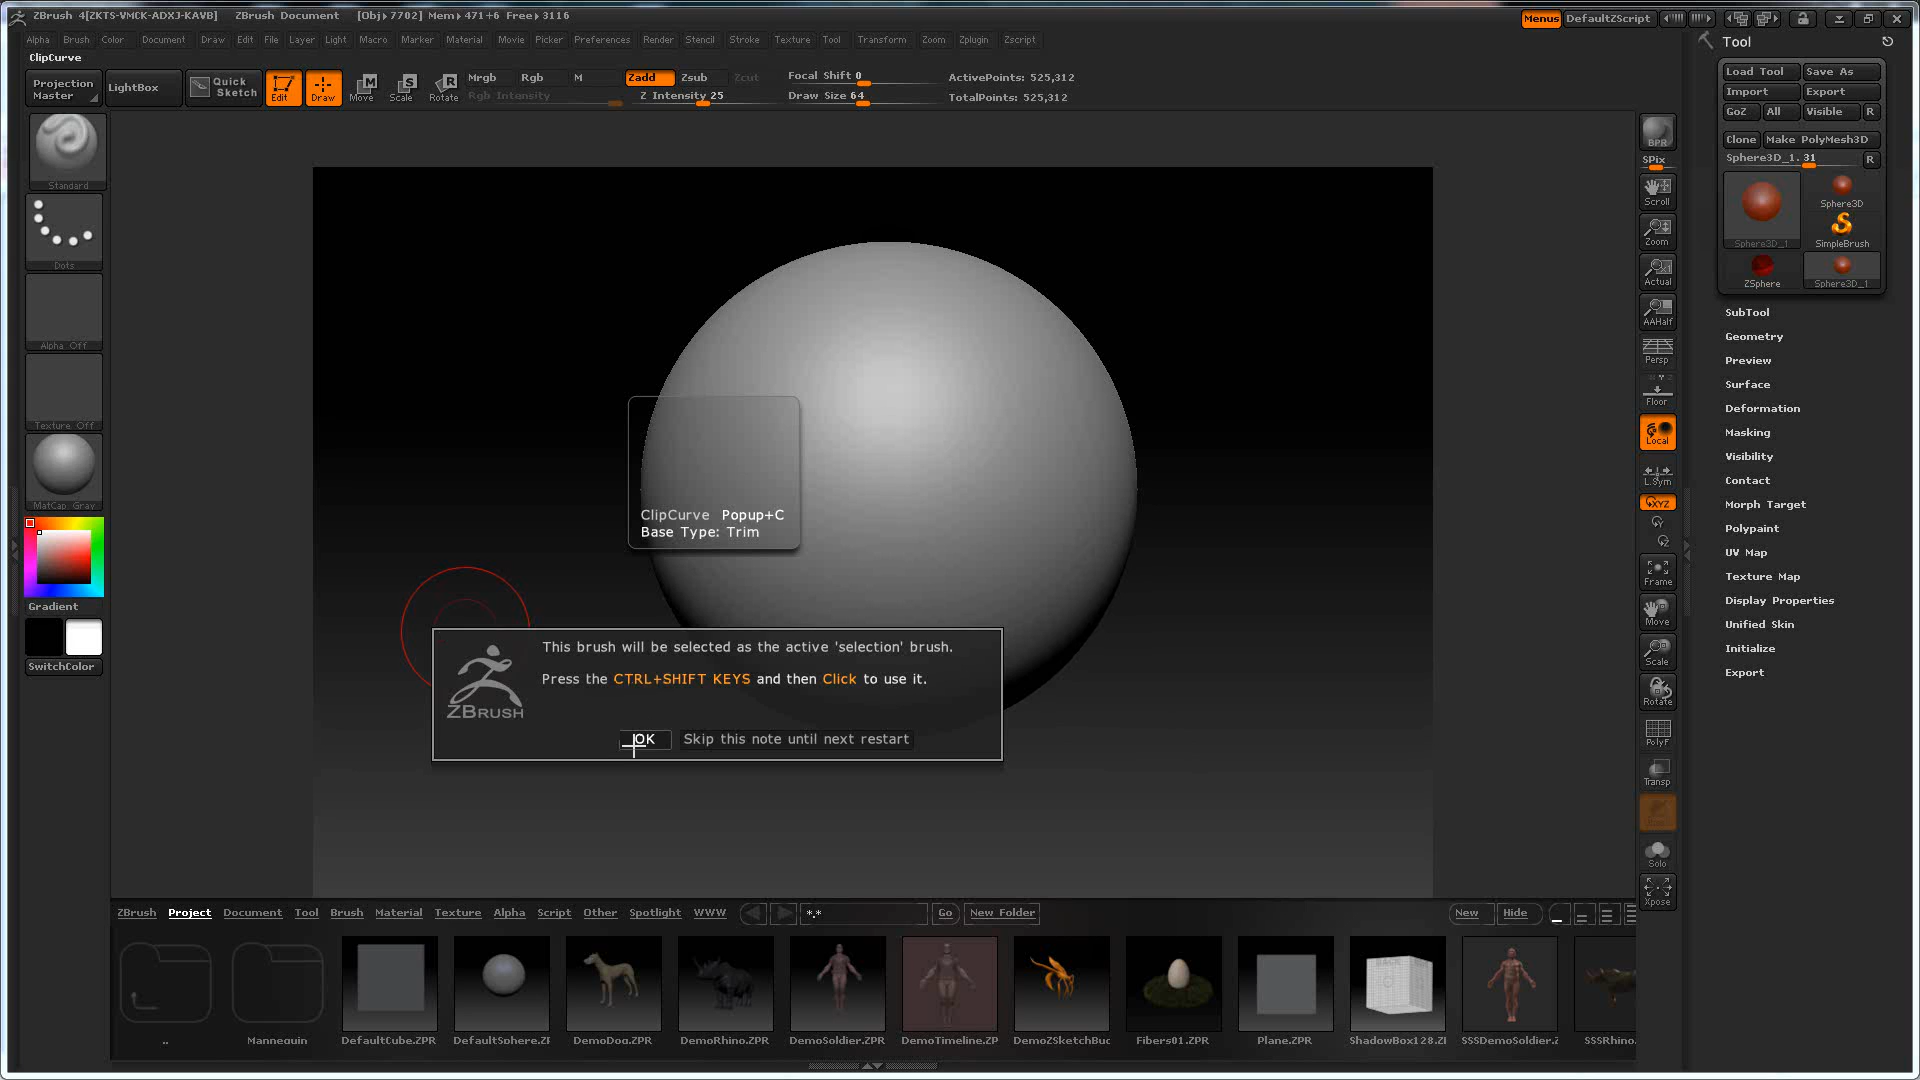 ZBrush 4[ZKTS-VMCK-ADXJ-KAVB] ZBrush Document [Obj▸7702] Mem▸471+6 Free▸3116 Menus DefaultZScript
Alpha Brush Color Document Draw Edit File Layer Light Macro Marker Material Movie Picker Preferences Render Stencil Stroke Texture Tool Transform Zoom Zplugin Zscript
Tool
ClipCurve
Projection Master
LightBox
Quick Sketch
Edit
Draw
Move
Scale
Rotate
Mrgb Rgb M
Rgb Intensity
Zadd Zsub Zcut
Z Intensity 25
Focal Shift 0
Draw Size 64
ActivePoints: 525,312
TotalPoints: 525,312
Load Tool Save As
Import Export
GoZ All Visible R
Clone Make PolyMesh3D
Sphere3D_1. 31 R
Sphere3D_1
Sphere3D
SimpleBrush
ZSphere
Sphere3D_1
SubTool
Geometry
Preview
Surface
Deformation
Masking
Visibility
Contact
Morph Target
Polypaint
UV Map
Texture Map
Display Properties
Unified Skin
Initialize
Export
Standard
Dots
Alpha Off
Texture Off
MatCap Gray
Gradient
SwitchColor
BPR
SPix
Scroll
Zoom
Actual
AAHalf
Persp
Floor
Local
L.Sym
XYZ
Y
Z
Frame
Move
Scale
Rotate
PolyF
Transp
Solo
Xpose
ClipCurve Popup+C
Base Type: Trim
This brush will be selected as the active 'selection' brush.
Press the CTRL+SHIFT KEYS and then Click to use it.
ZBRUSH
OK Skip this note until next restart
ZBrush Project Document Tool Brush Material Texture Alpha Script Other Spotlight WWW *.* Go New Folder New Hide
..
Mannequin
DefaultCube.ZPR
DefaultSphere.ZI
DemoDog.ZPR
DemoRhino.ZPR
DemoSoldier.ZPR
DemoTimeline.ZP
DemoZSketchBug
Fibers01.ZPR
Plane.ZPR
ShadowBox128.ZI
SSSDemoSoldier.Z
SSSRhino.